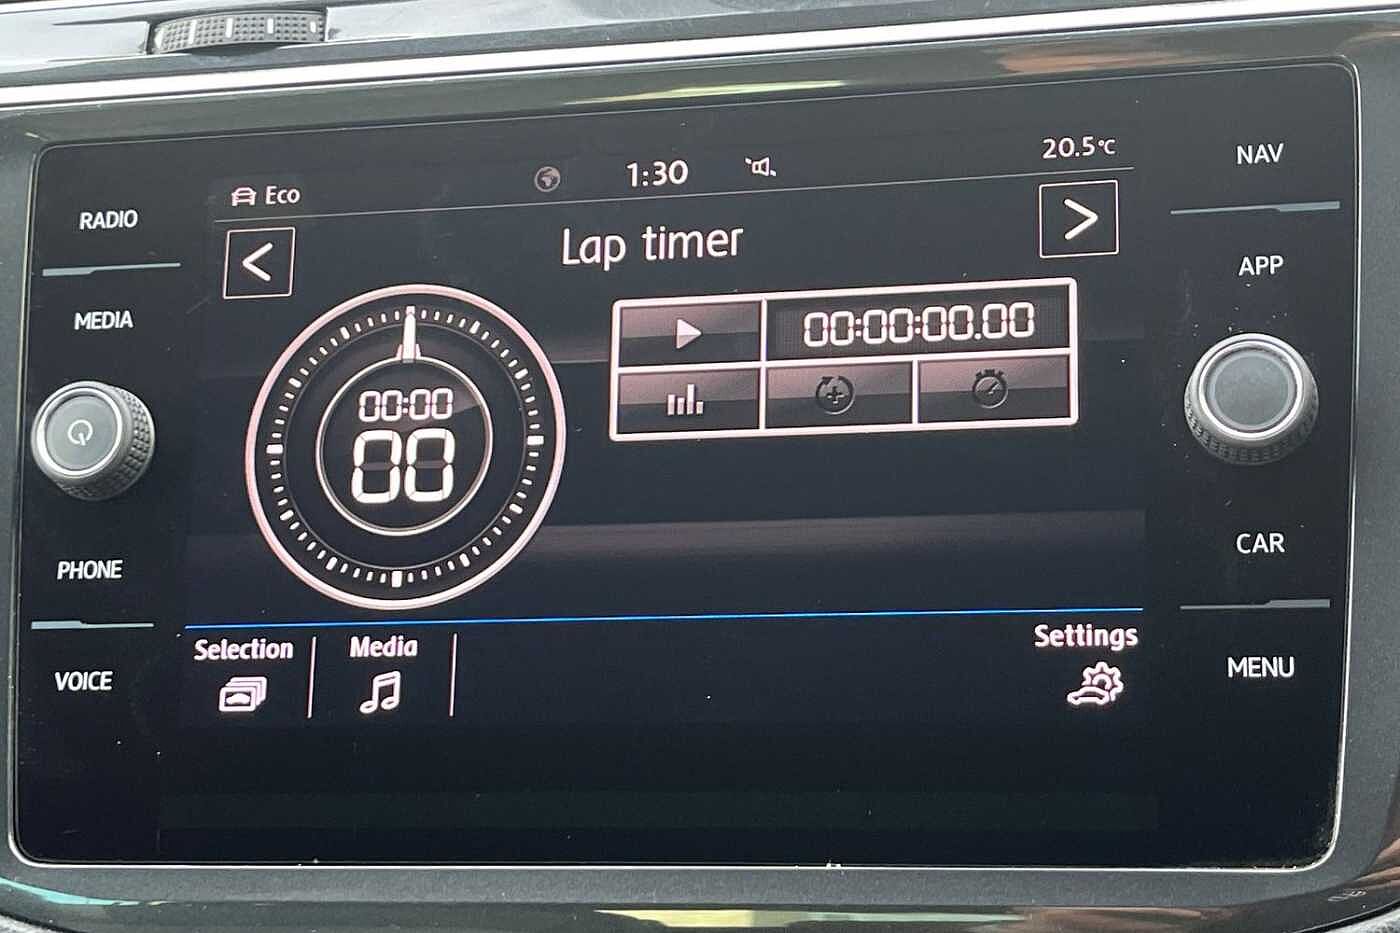 Eco
1:30
20.5°C
NAV
RADIO
Lap timer
APP
MEDIA
00:00:00.00
00:00
00
PHONE
CAR
Selection
Media
Settings
VOICE
MENU